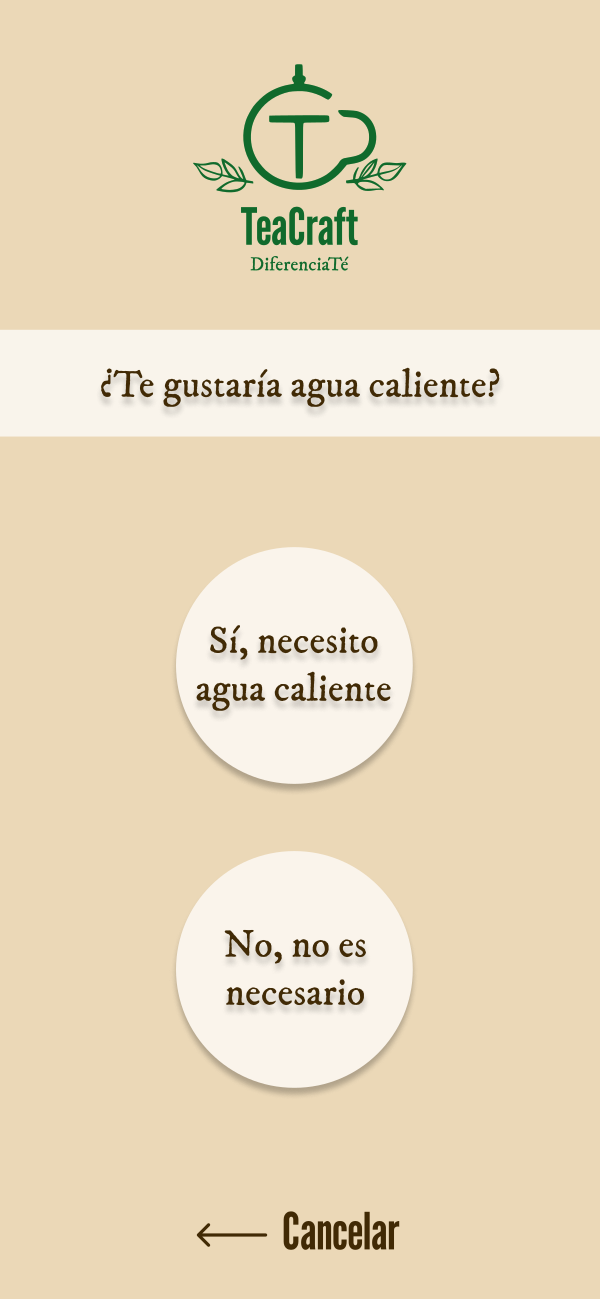 T
TeaCraft
DiferenciaTé
¿Te gustaría agua caliente?
Sí, necesito
agua caliente
No, no es
necesario
Cancelar